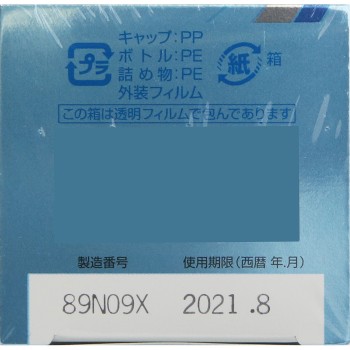 キャップ:PP
プラ ボトル:PE 紙 箱
詰め物:PE
外装フィルム
この箱は透明フィルムで包んであります
製造番号 使用期限(西暦 年.月)
89N09X 2021.8